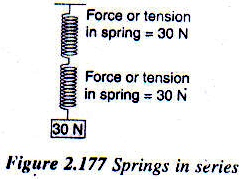 Force or tension
in spring = 30 N
Force or tension
in spring = 30 N
30 N
Figure 2.177 Springs in series